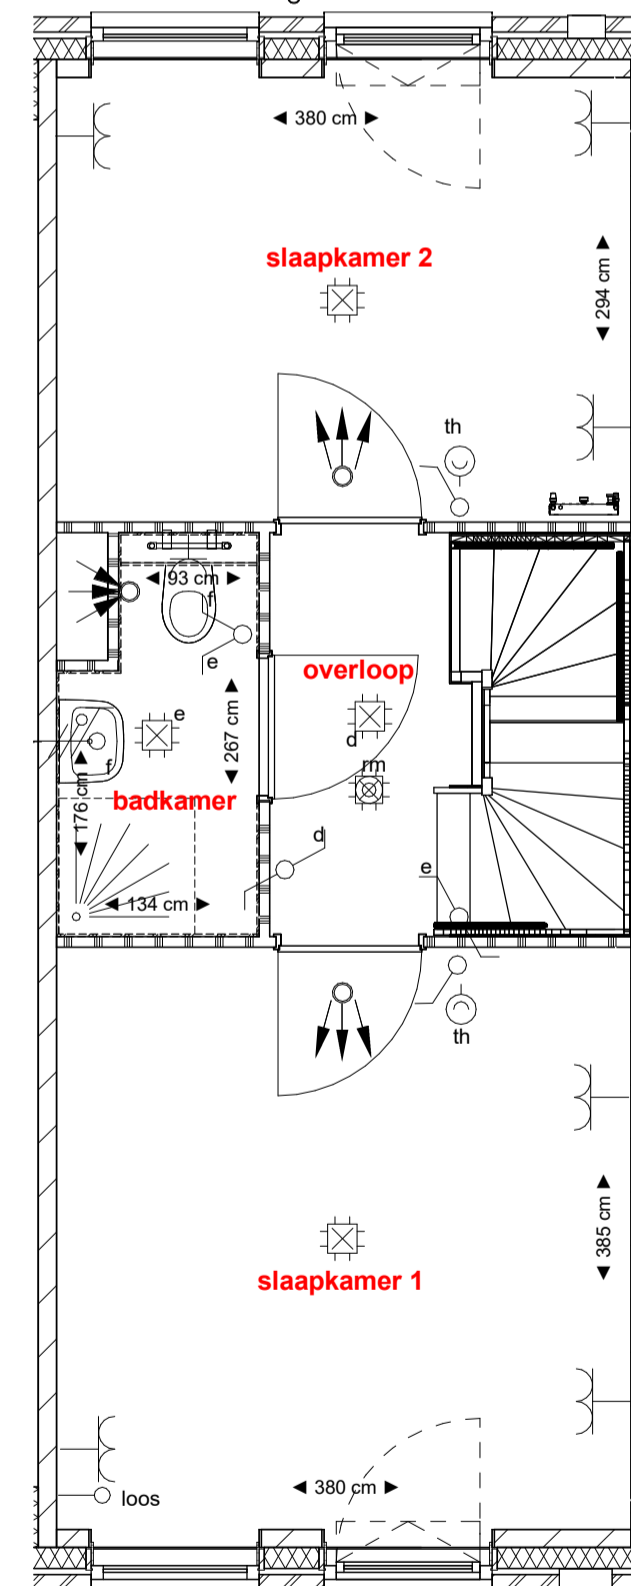 380 cm
slaapkamer 2
294 cm
th
93 cm
f
e
overloop
e
267 cm
d
f
rm
176 cm
badkamer
d
e
134 cm
th
385 cm
slaapkamer 1
380 cm
loos